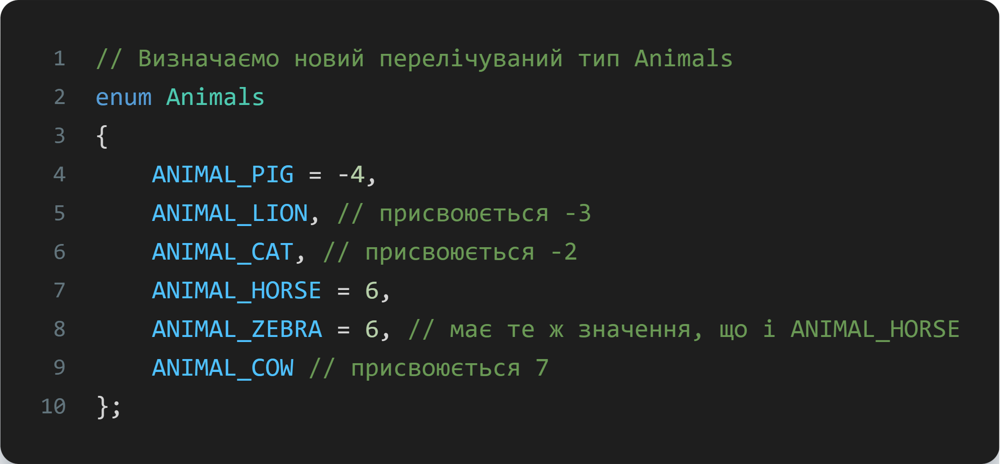 1 // Визначаємо новий перелічуваний тип Animals
2 enum Animals
3 {
4     ANIMAL_PIG = -4,
5     ANIMAL_LION, // присвоюється -3
6     ANIMAL_CAT, // присвоюється -2
7     ANIMAL_HORSE = 6,
8     ANIMAL_ZEBRA = 6, // має те ж значення, що і ANIMAL_HORSE
9     ANIMAL_COW // присвоюється 7
10 };